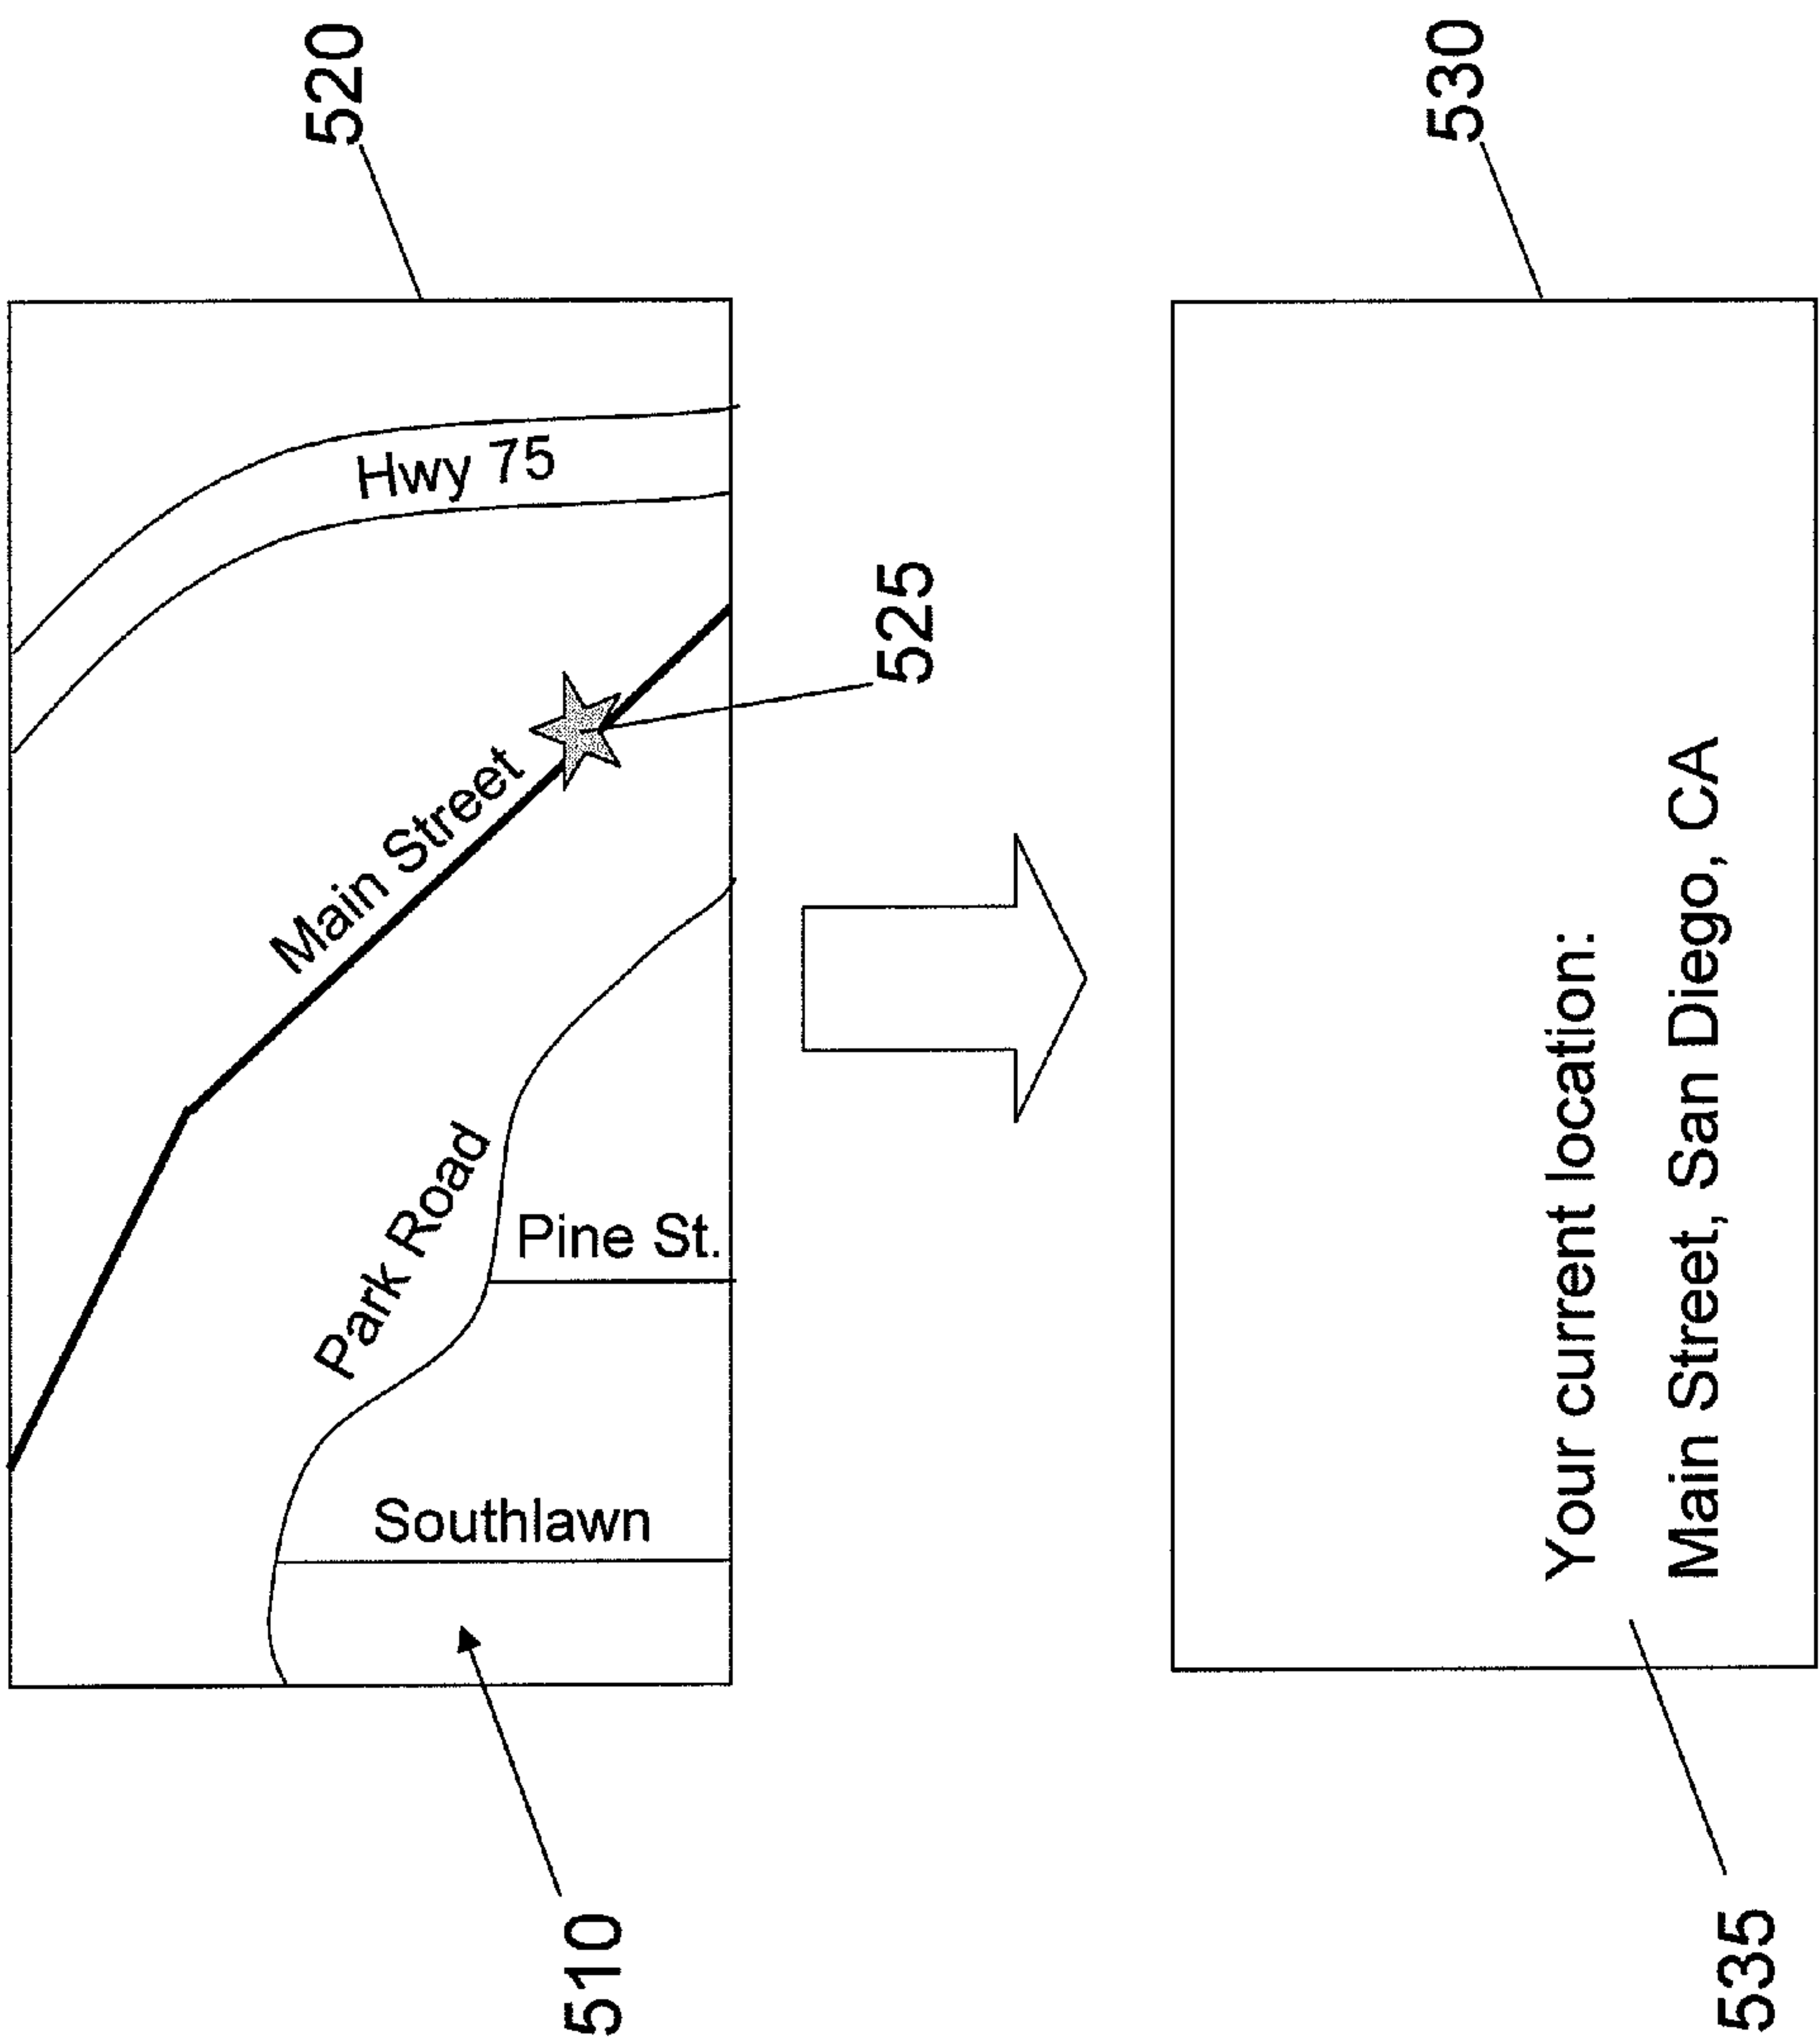 520
Hwy 75
Main Street
525
Park Road
Pine St.
Southlawn
510
530
Your current location:
Main Street, San Diego, CA
535